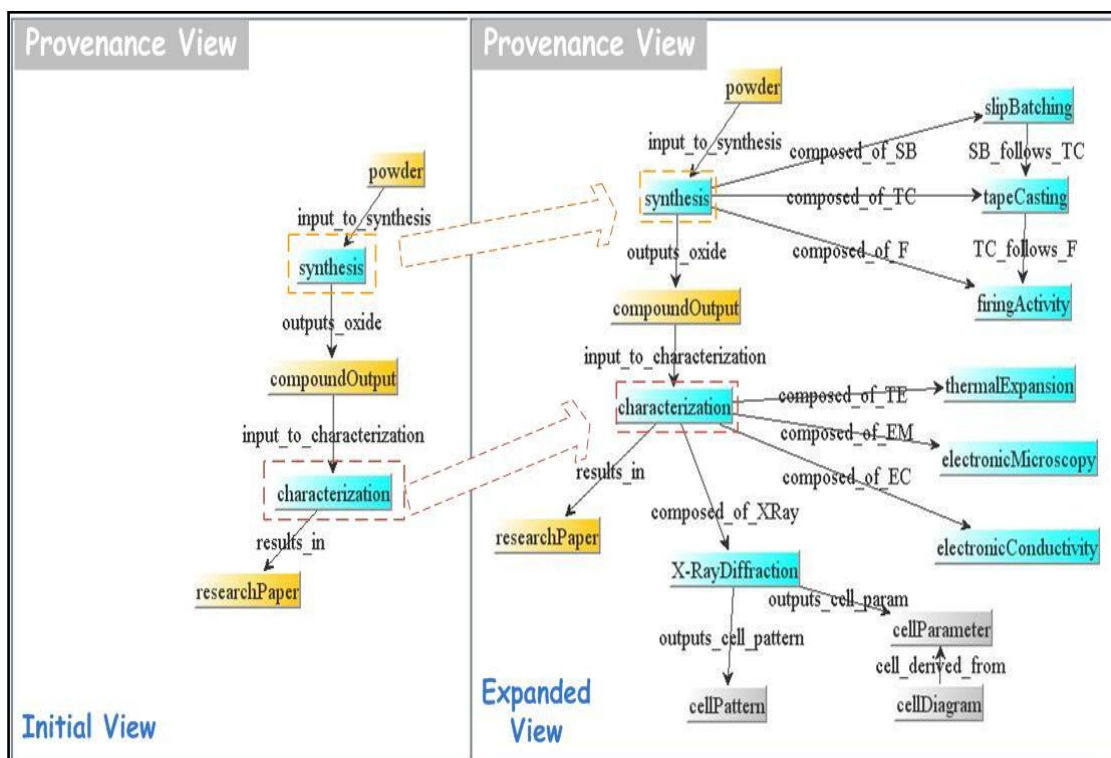 Provenance View
powder
input_to_synthesis
synthesis
outputs_oxide
compoundOutput
input_to_characterization
characterization
results_in
researchPaper
Initial View
Provenance View
powder
input_to_synthesis
synthesis
composed_of_SB
slipBatching
SB_follows_TC
composed_of_TC
tapeCasting
composed_of_F
TC_follows_F
firingActivity
outputs_oxide
compoundOutput
input_to_characterization
characterization
composed_of_TE
thermalExpansion
composed_of_EM
electronicMicroscopy
composed_of_EC
electronicConductivity
results_in
researchPaper
composed_of_XRay
X-RayDiffraction
outputs_cell_param
cellParameter
outputs_cell_pattern
cell_derived_from
cellPattern
cellDiagram
Expanded
View